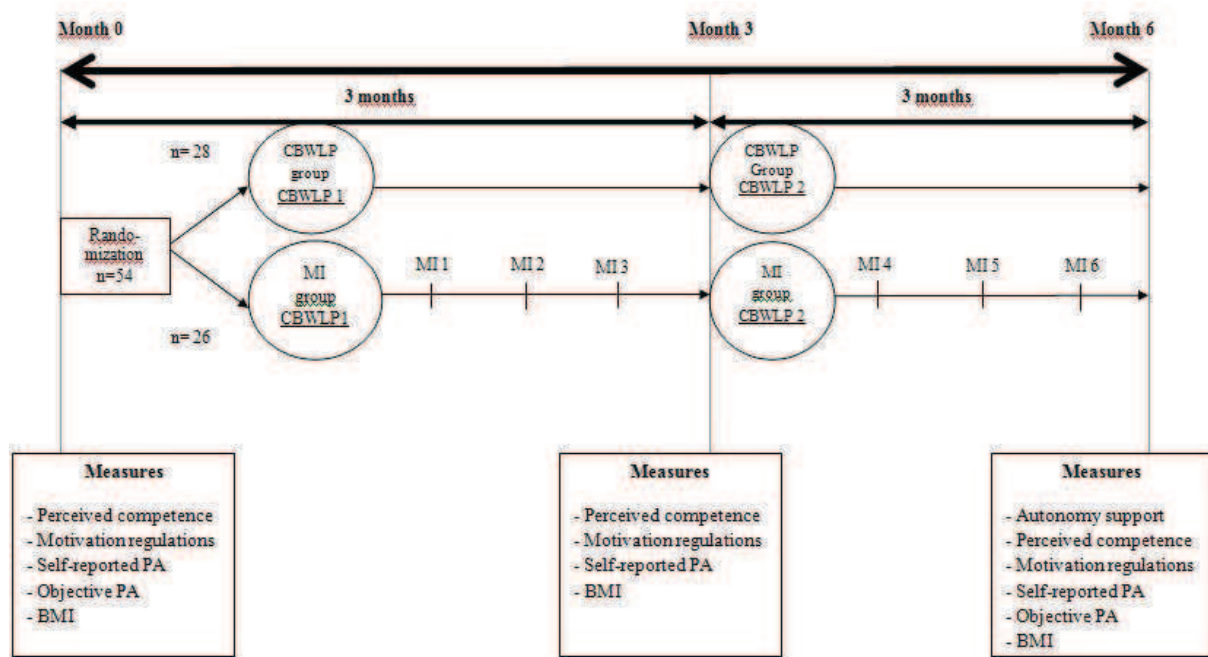 Month 0
Month 3
Month 6
3 months
3 months
n= 28
CBWLP
group
CBWLP 1
CBWLP
Group
CBWLP 2
Rando-
mization
n=54
MI
group
CBWLP1
MI 1
MI 2
MI 3
MI
group
CBWLP 2
MI 4
MI 5
MI 6
n= 26
Measures
- Perceived competence
- Motivation regulations
- Self-reported PA
- Objective PA
- BMI
Measures
- Perceived competence
- Motivation regulations
- Self-reported PA
- BMI
Measures
- Autonomy support
- Perceived competence
- Motivation regulations
- Self-reported PA
- Objective PA
- BMI